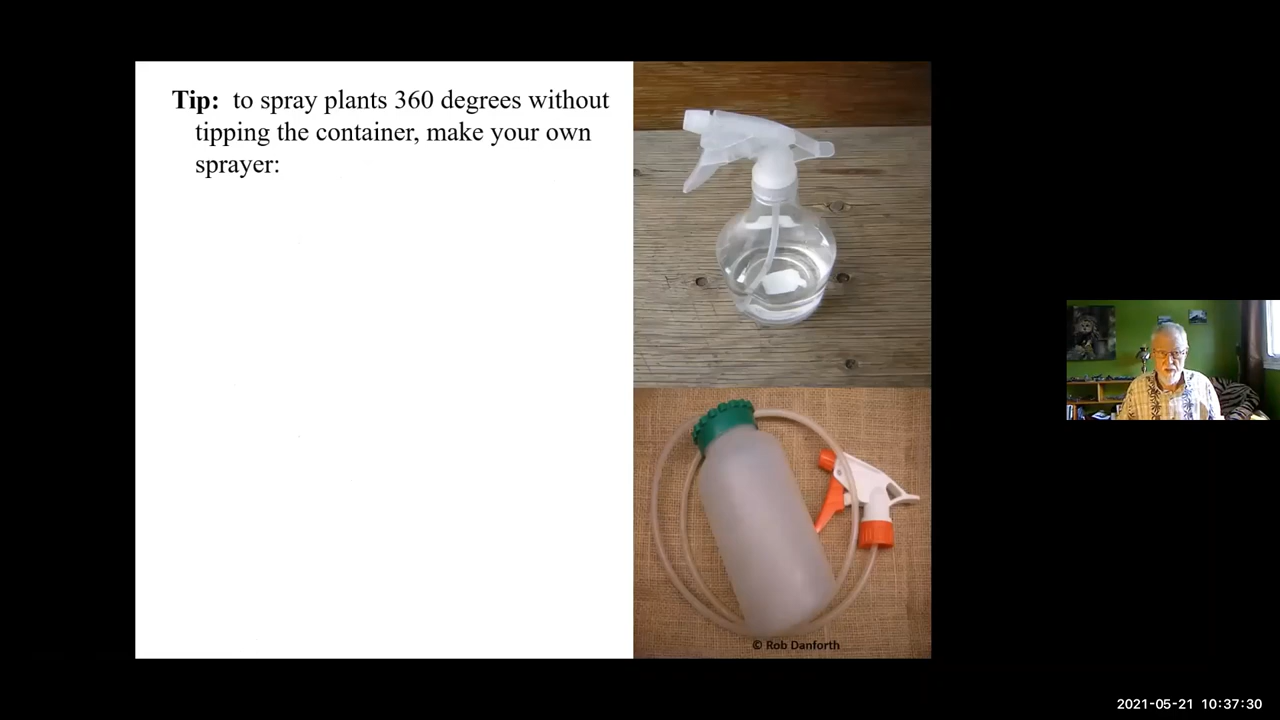 Tip: to spray plants 360 degrees without
tipping the container, make your own
sprayer:
© Rob Danforth
2021-05-21 10:37:30